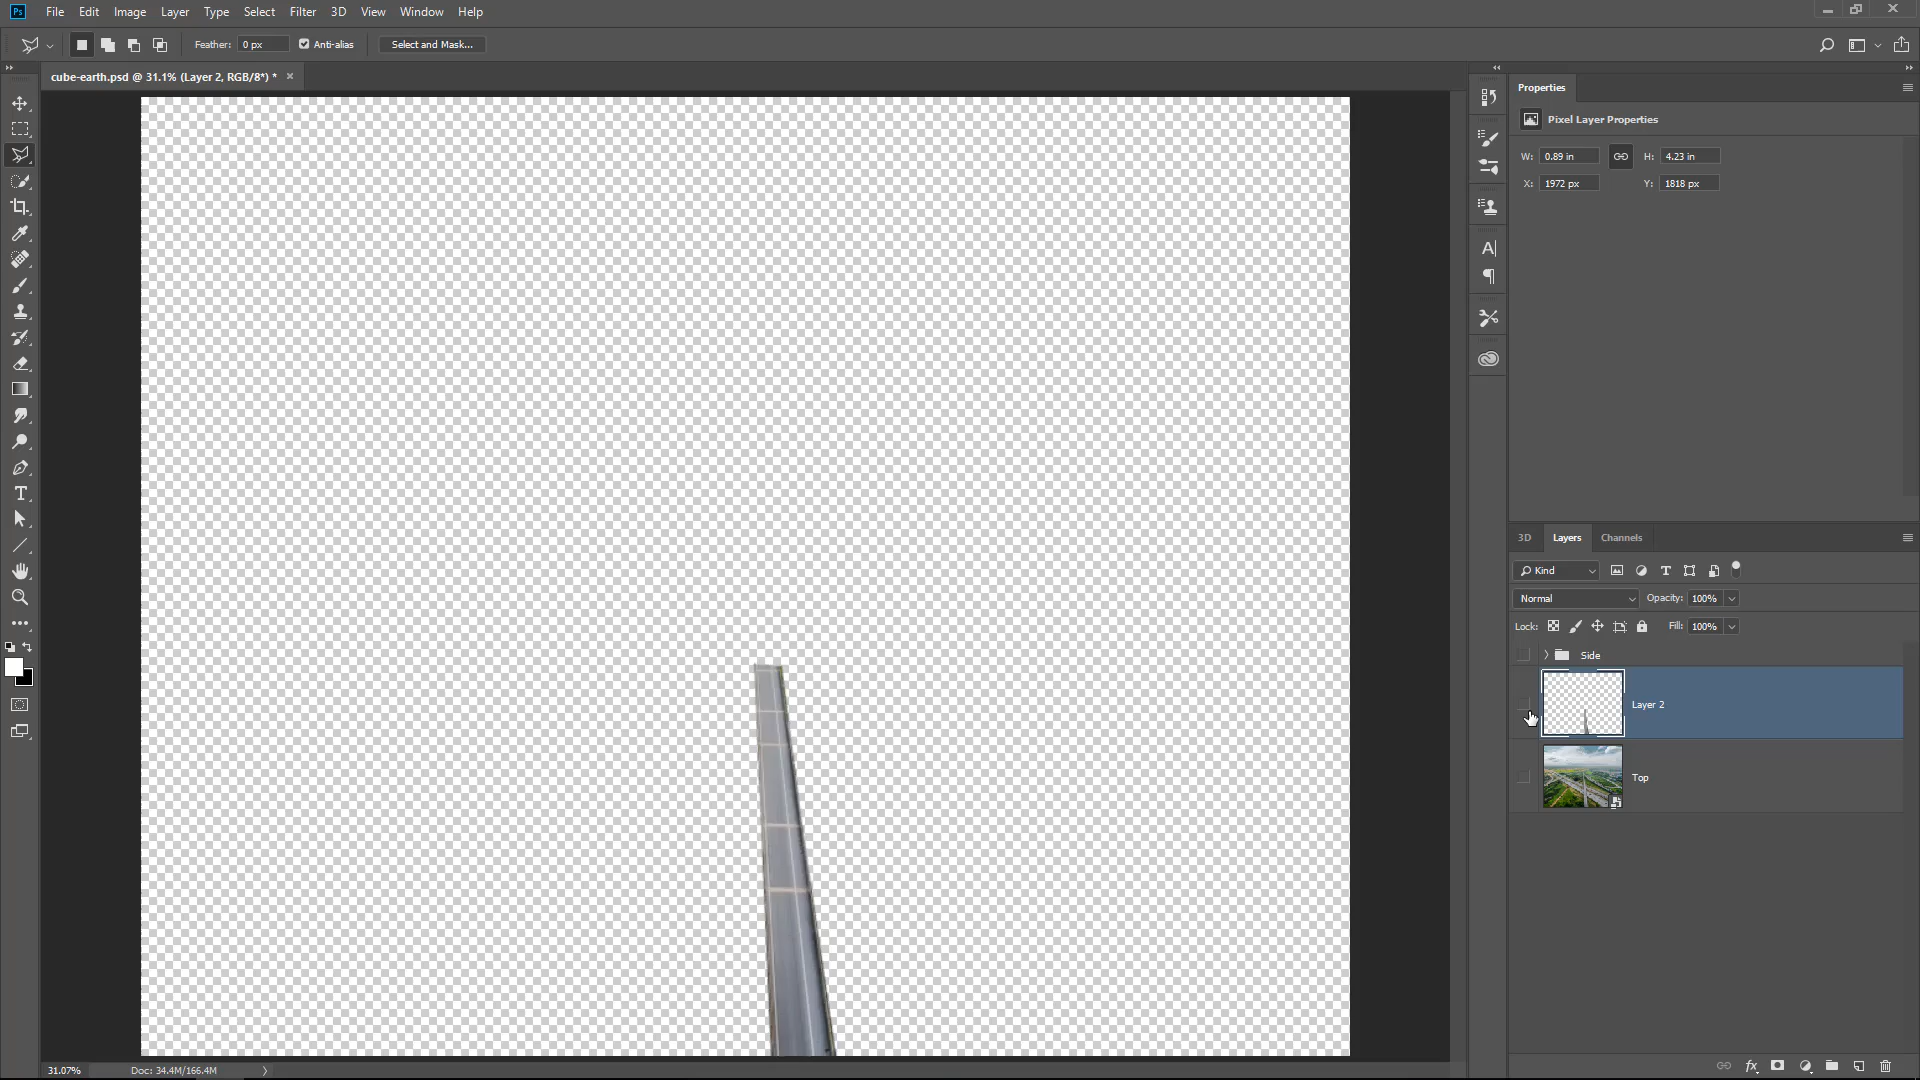 Ps File Edit Image Layer Type Select Filter 3D View Window Help
Feather: 0 px Anti-alias Select and Mask...
cube-earth.psd @ 31.1% (Layer 2, RGB/8*) *
Properties
Pixel Layer Properties
W: 0.89 in H: 4.23 in
X: 1972 px Y: 1818 px
3D Layers Channels
Kind
Normal Opacity: 100%
Lock: Fill: 100%
Side
Layer 2
Top
31.07% Doc: 34.4M/166.4M